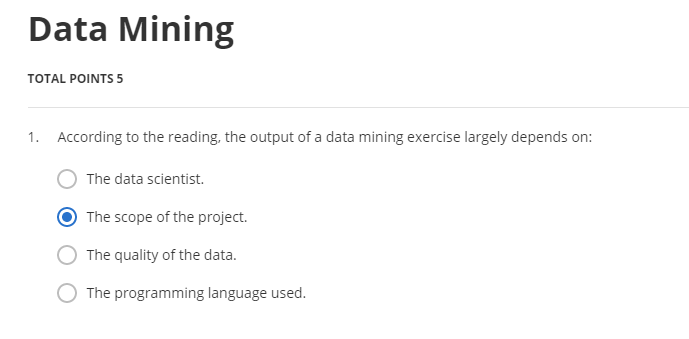 Data Mining
TOTAL POINTS 5
1. According to the reading, the output of a data mining exercise largely depends on:
The data scientist.
The scope of the project.
The quality of the data.
The programming language used.